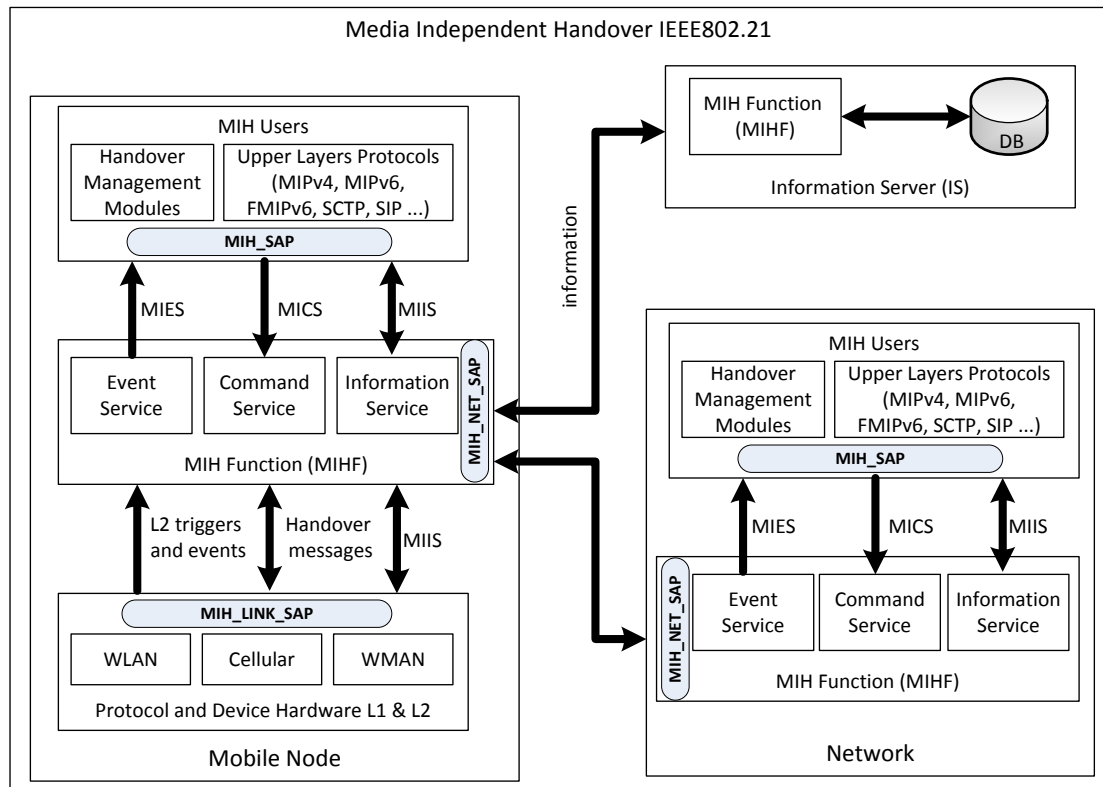 Media Independent Handover IEEE802.21
MIH Users
Handover
Management
Modules
Upper Layers Protocols
(MIPv4, MIPv6,
FMIPv6, SCTP, SIP ...)
MIH_SAP
MIES
MICS
MIIS
Event
Service
Command
Service
Information
Service
MIH_NET_SAP
MIH Function (MIHF)
L2 triggers
and events
Handover
messages
MIIS
MIH_LINK_SAP
WLAN
Cellular
WMAN
Protocol and Device Hardware L1 & L2
Mobile Node
information
MIH Function
(MIHF)
DB
Information Server (IS)
MIH Users
Handover
Management
Modules
Upper Layers Protocols
(MIPv4, MIPv6,
FMIPv6, SCTP, SIP ...)
MIH_SAP
MIES
MICS
MIIS
MIH_NET_SAP
Event
Service
Command
Service
Information
Service
MIH Function (MIHF)
Network